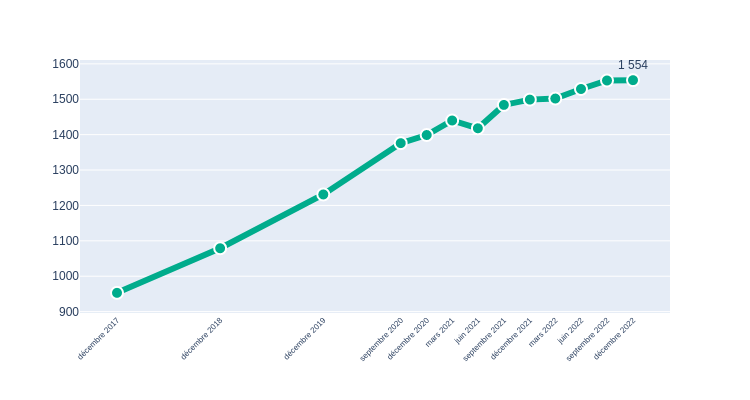 1600
1500
1400
1300
1200
1100
1000
900
1 554
décembre 2017
décembre 2018
décembre 2019
septembre 2020
décembre 2020
mars 2021
juin 2021
septembre 2021
décembre 2021
mars 2022
juin 2022
septembre 2022
décembre 2022